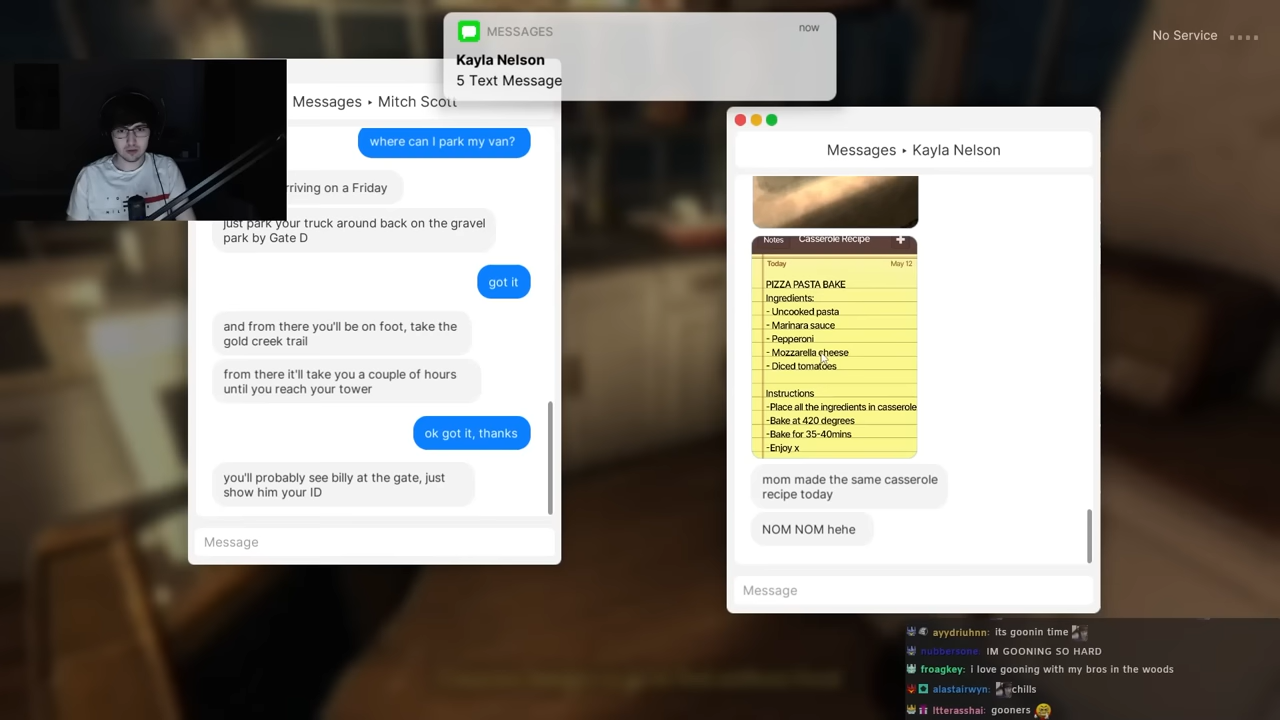 MESSAGES
now
Kayla Nelson
5 Text Message
No Service
Messages ▸ Mitch Scott
where can I park my van?
rriving on a Friday
just park your truck around back on the gravel
park by Gate D
got it
and from there you'll be on foot, take the
gold creek trail
from there it'll take you a couple of hours
until you reach your tower
ok got it, thanks
you'll probably see billy at the gate, just
show him your ID
Message
Messages ▸ Kayla Nelson
Notes
Casserole Recipe
Today
May 12
PIZZA PASTA BAKE
Ingredients:
- Uncooked pasta
- Marinara sauce
- Pepperoni
- Mozzarella cheese
- Diced tomatoes
Instructions
-Place all the ingredients in casserole
-Bake at 420 degrees
-Bake for 35-40mins
-Enjoy x
mom made the same casserole
recipe today
NOM NOM hehe
Message
ayydriuhnn: its goonin time
nubbersone: IM GOONING SO HARD
froagkey: i love gooning with my bros in the woods
alastairwyn: chills
ltterasshai: gooners